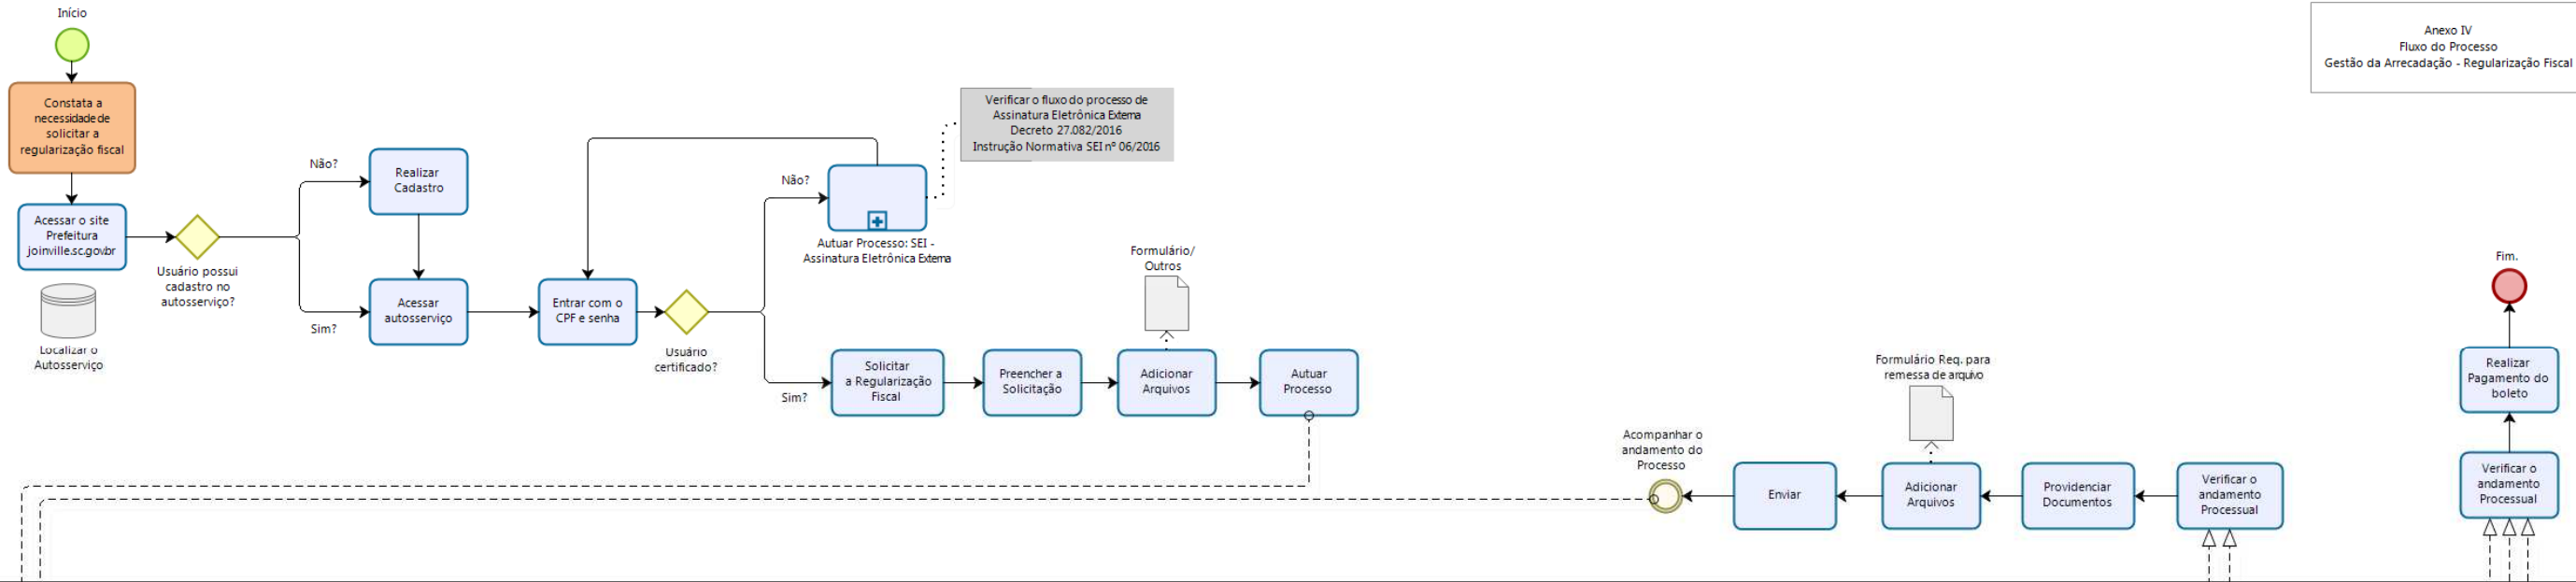 Início
Anexo IV
Fluxo do Processo
Gestão da Arrecadação - Regularização Fiscal
Constata a
necessidade de
solicitar a
regularização fiscal
Acessar o site
Prefeitura
joinville.sc.gov.br
Localizar o
Autosserviço
Usuário possui
cadastro no
autosserviço?
Não?
Sim?
Realizar
Cadastro
Acessar
autosserviço
Entrar com o
CPF e senha
Usuário
certificado?
Não?
Sim?
Autuar Processo: SEI -
Assinatura Eletrônica Externa
Verificar o fluxo do processo de
Assinatura Eletrônica Externa
Decreto 27.082/2016
Instrução Normativa SEI nº 06/2016
Solicitar
a Regularização
Fiscal
Preencher a
Solicitação
Formulário/
Outros
Adicionar
Arquivos
Autuar
Processo
Acompanhar o
andamento do
Processo
Enviar
Formulário Req. para
remessa de arquivo
Adicionar
Arquivos
Providenciar
Documentos
Verificar o
andamento
Processual
Fim.
Realizar
Pagamento do
boleto
Verificar o
andamento
Processual